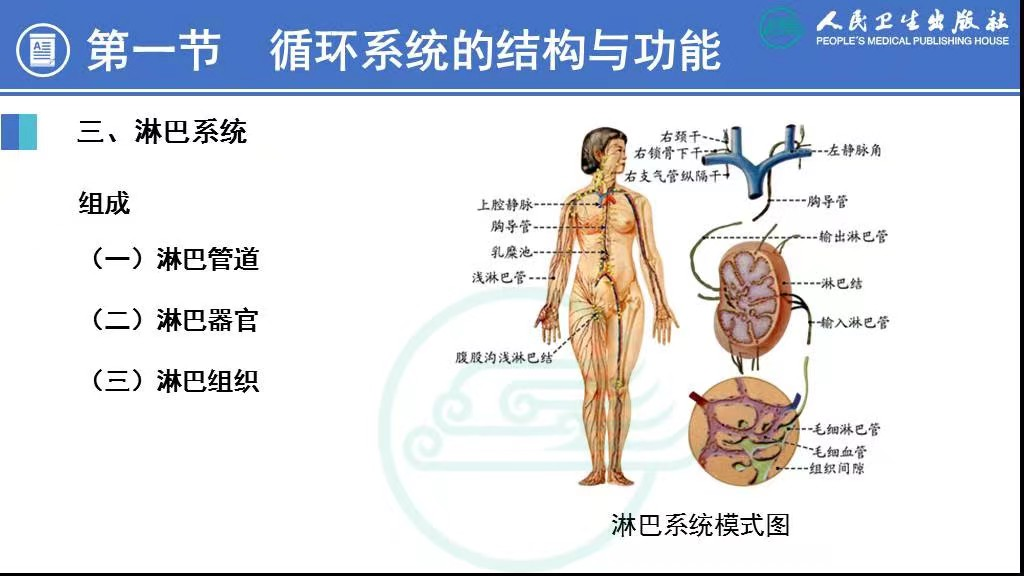 第一节 循环系统的结构与功能
人民卫生出版社
PEOPLE'S MEDICAL PUBLISHING HOUSE
三、淋巴系统
组成
（一）淋巴管道
（二）淋巴器官
（三）淋巴组织
右颈干
右锁骨下干
右支气管纵隔干
左静脉角
胸导管
上腔静脉
胸导管
乳糜池
浅淋巴管
腹股沟浅淋巴结
输出淋巴管
淋巴结
输入淋巴管
毛细淋巴管
毛细血管
组织间隙
淋巴系统模式图